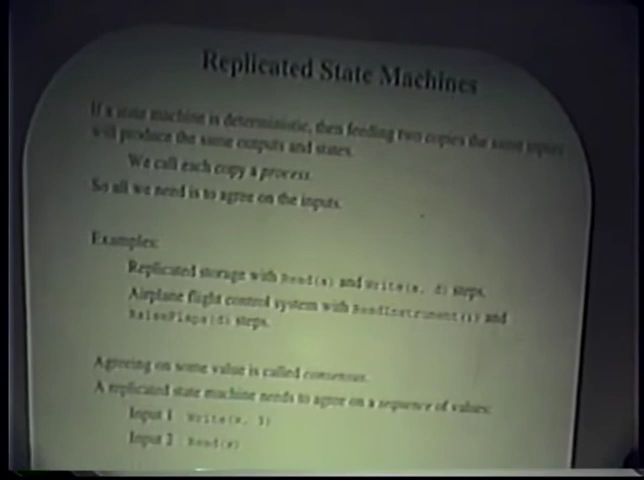 Replicated State Machines
If a state machine is deterministic, then feeding two copies the same inputs
will produce the same outputs and states.
We call each copy a process.
So all we need is to agree on the inputs.
Examples:
Replicated storage with Read(a) and Write(a, d) steps.
Airplane flight control system with ReadInstrument(i) and
RaiseFlaps(d) steps.
Agreeing on some value is called consensus.
A replicated state machine needs to agree on a sequence of values:
Input 1 Write(x, 3)
Input 2 Read(x)